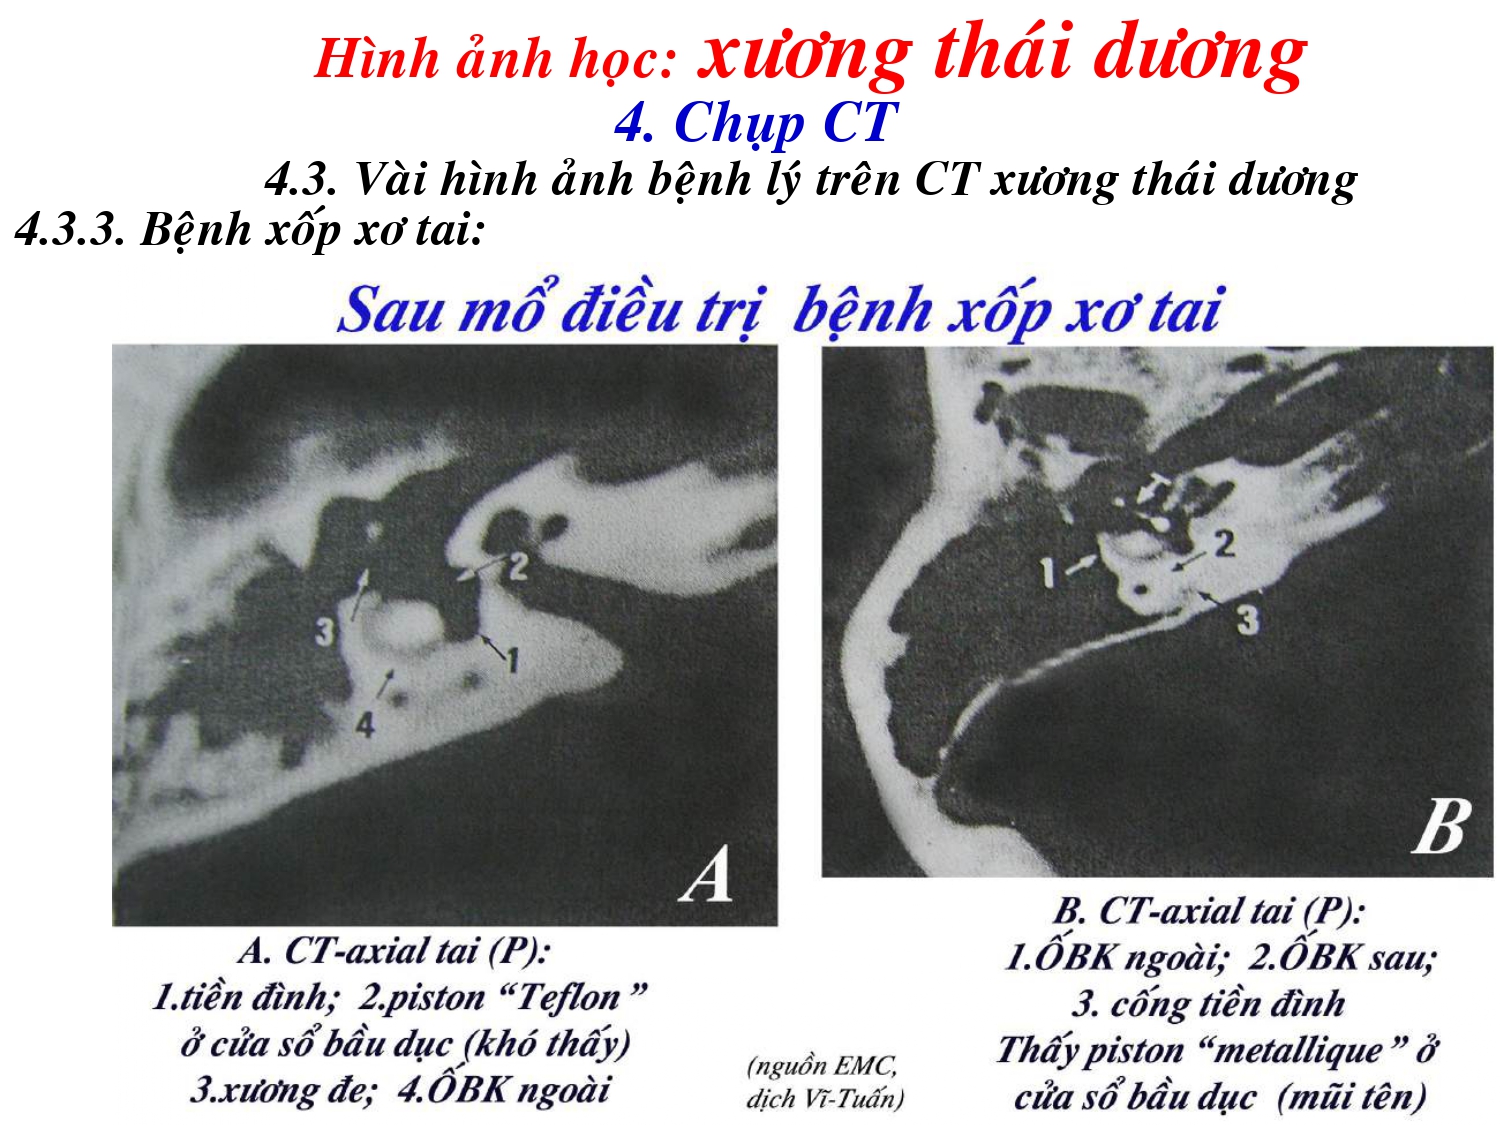 Hình ảnh học: xương thái dương
4. Chụp CT
4.3. Vài hình ảnh bệnh lý trên CT xương thái dương
4.3.3. Bệnh xốp xơ tai:
Sau mổ điều trị bệnh xốp xơ tai
2
3
1
4
A
1
2
3
B
A. CT-axial tai (P):
1.tiền đình; 2.piston “Teflon”
ở cửa sổ bầu dục (khó thấy)
3.xương đe; 4.ỐBK ngoài
(nguồn EMC,
dịch Vĩ-Tuấn)
B. CT-axial tai (P):
1.ỐBK ngoài; 2.ỐBK sau;
3. cống tiền đình
Thấy piston “metallique” ở
cửa sổ bầu dục (mũi tên)